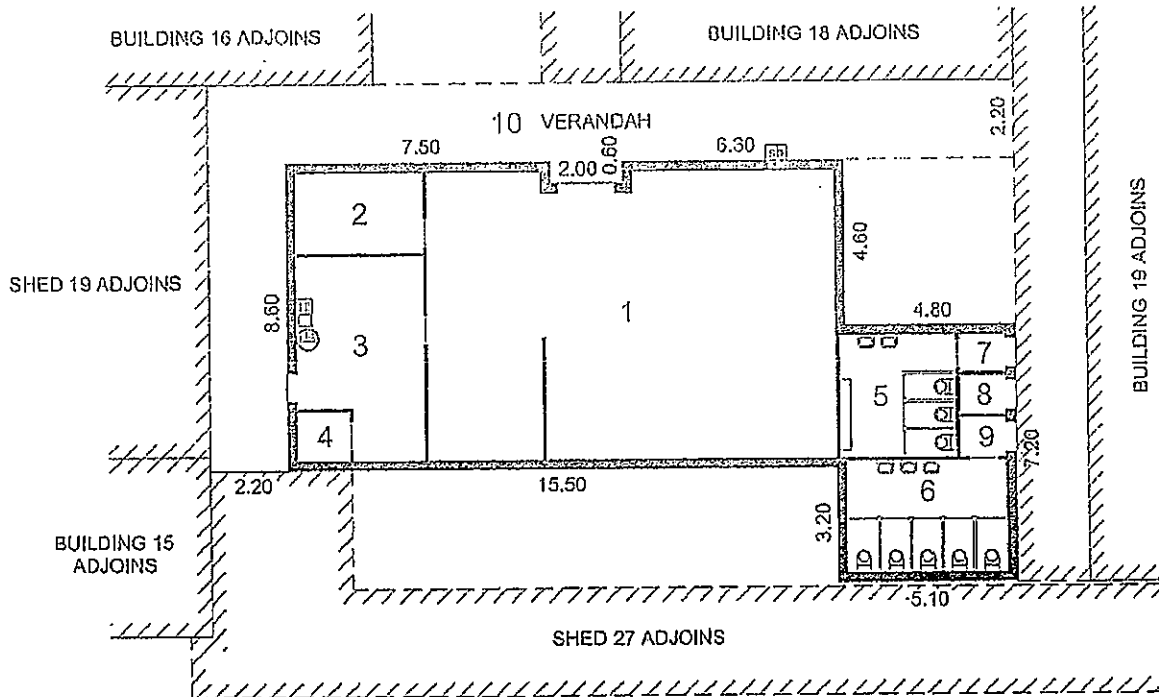 BUILDING 16 ADJOINS
BUILDING 18 ADJOINS
10 VERANDAH
2.20
7.50
2.00
0.60
6.30
2
SHED 19 ADJOINS
BUILDING 19 ADJOINS
8.60
4.60
1
3
4.80
7
5
8
4
9
7.20
2.20
15.50
6
3.20
BUILDING 15
ADJOINS
5.10
SHED 27 ADJOINS